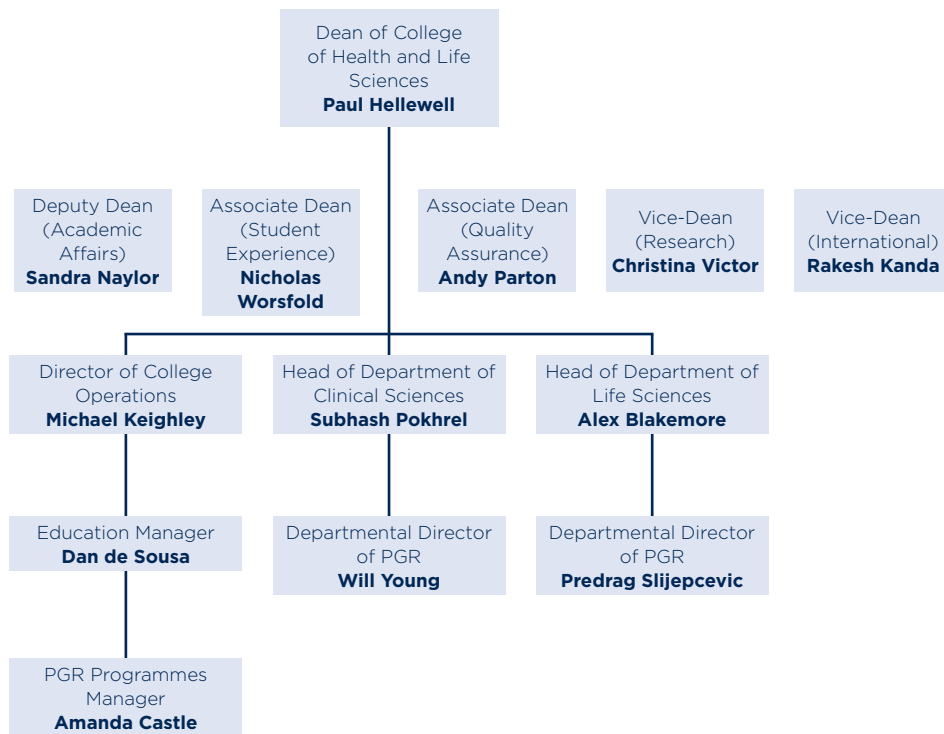 Dean of College
of Health and Life
Sciences
Paul Hellewell
Deputy Dean
(Academic
Affairs)
Sandra Naylor
Associate Dean
(Student
Experience)
Nicholas
Worsfold
Associate Dean
(Quality
Assurance)
Andy Parton
Vice-Dean
(Research)
Christina Victor
Vice-Dean
(International)
Rakesh Kanda
Director of College
Operations
Michael Keighley
Head of Department of
Clinical Sciences
Subhash Pokhrel
Head of Department of
Life Sciences
Alex Blakemore
Education Manager
Dan de Sousa
Departmental Director
of PGR
Will Young
Departmental Director
of PGR
Predrag Slijepcevic
PGR Programmes
Manager
Amanda Castle